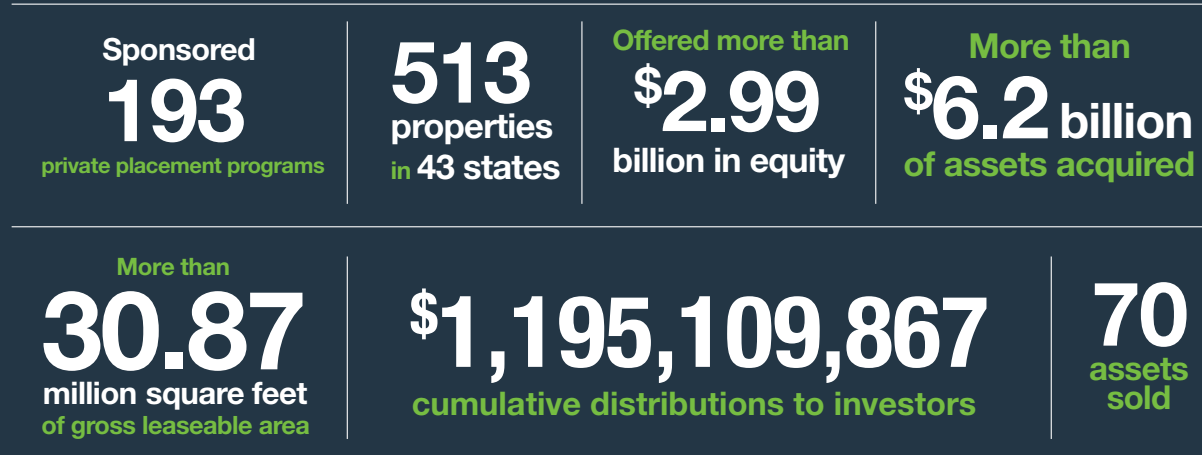 Sponsored
193
private placement programs
513
properties
in 43 states
Offered more than
$2.99
billion in equity
More than
$6.2 billion
of assets acquired
More than
30.87
million square feet
of gross leaseable area
$1,195,109,867
cumulative distributions to investors
70
assets
sold